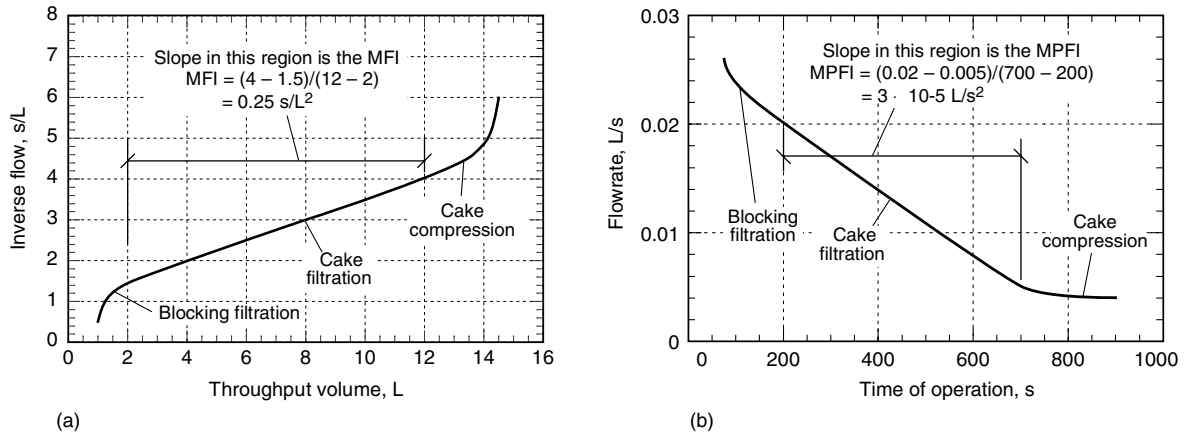 8
7
6
5
4
3
2
1
0
Inverse flow, s/L
Slope in this region is the MFI
MFI = (4 – 1.5)/(12 – 2)
= 0.25 s/L²
Cake
compression
Cake
filtration
Blocking filtration
0 2 4 6 8 10 12 14 16
Throughput volume, L
(a)
0.03
0.02
0.01
0
Flowrate, L/s
Slope in this region is the MPFI
MPFI = (0.02 – 0.005)/(700 – 200)
= 3 · 10-5 L/s²
Blocking
filtration
Cake
filtration
Cake
compression
0 200 400 600 800 1000
Time of operation, s
(b)